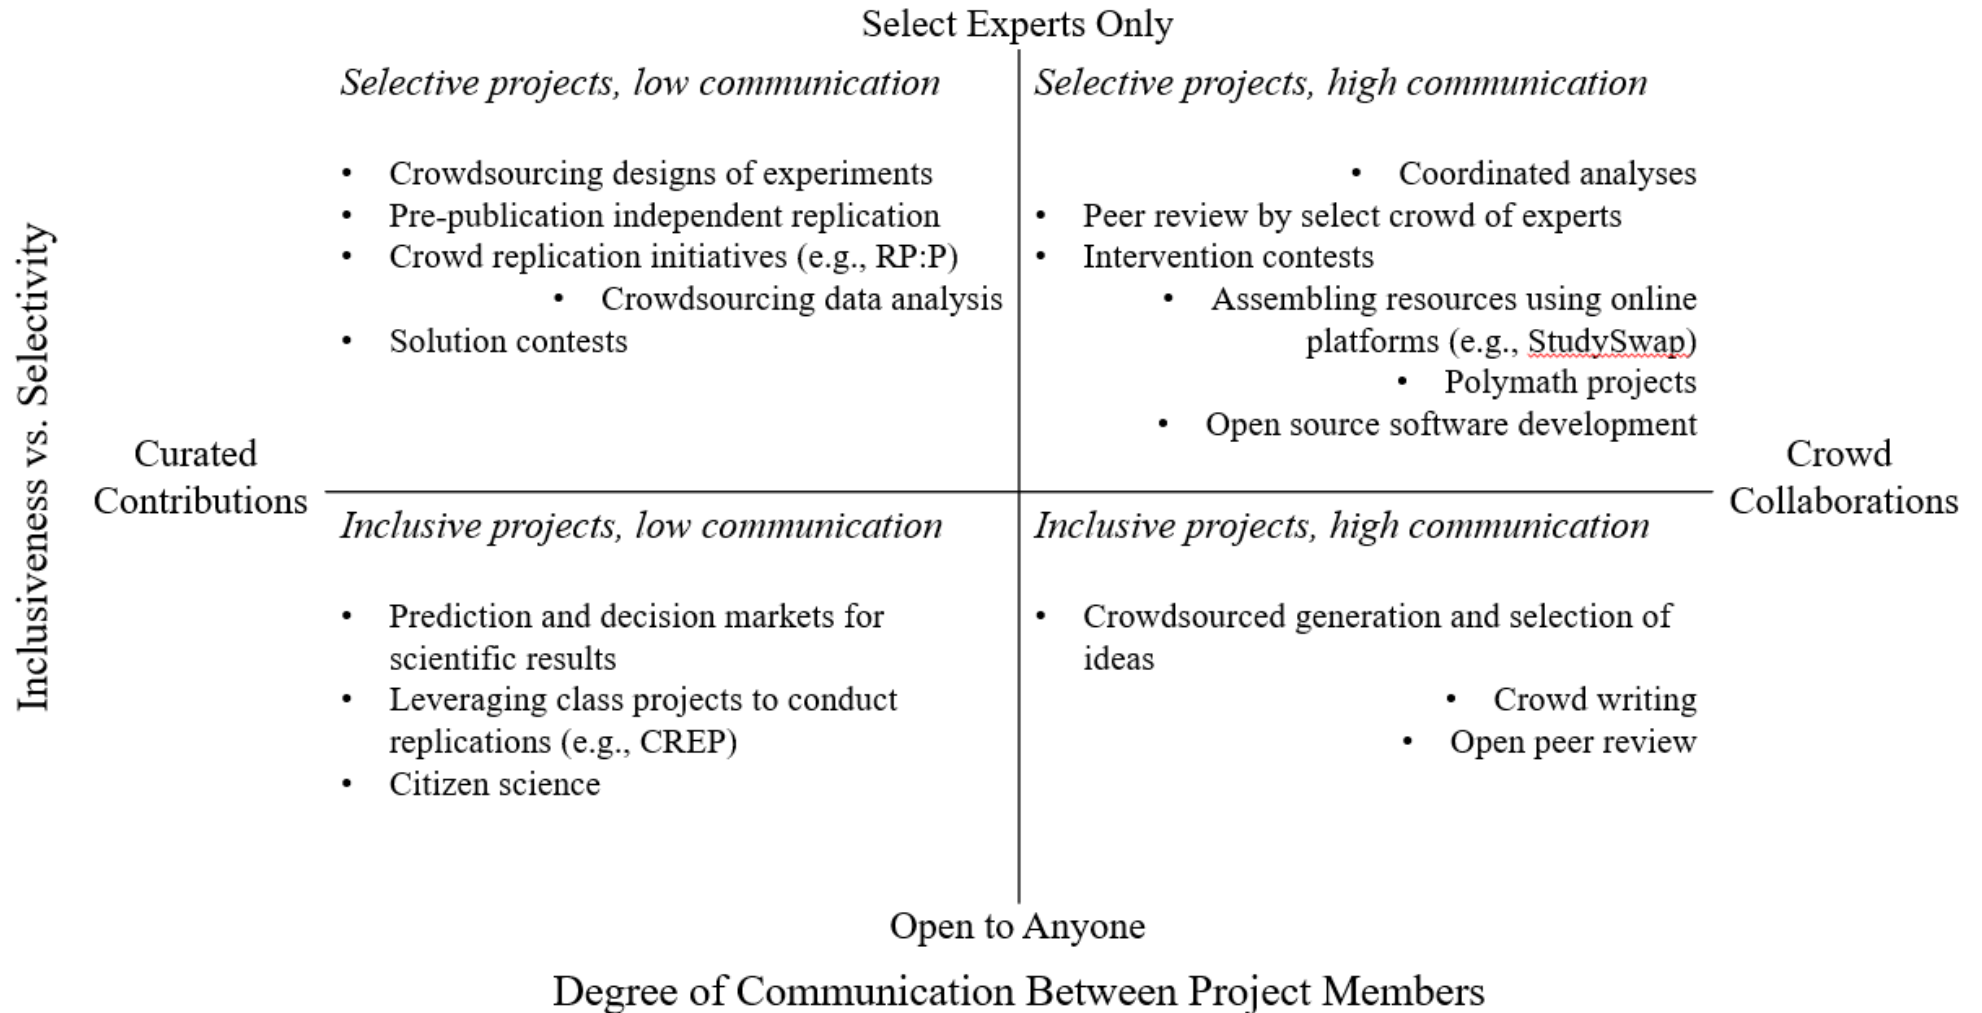 Select Experts Only
Selective projects, low communication
• Crowdsourcing designs of experiments
• Pre-publication independent replication
• Crowd replication initiatives (e.g., RP:P)
• Crowdsourcing data analysis
• Solution contests
Selective projects, high communication
• Coordinated analyses
• Peer review by select crowd of experts
• Intervention contests
• Assembling resources using online
platforms (e.g., StudySwap)
• Polymath projects
• Open source software development
Inclusiveness vs. Selectivity
Curated
Contributions
Crowd
Collaborations
Inclusive projects, low communication
• Prediction and decision markets for
scientific results
• Leveraging class projects to conduct
replications (e.g., CREP)
• Citizen science
Inclusive projects, high communication
• Crowdsourced generation and selection of
ideas
• Crowd writing
• Open peer review
Open to Anyone
Degree of Communication Between Project Members